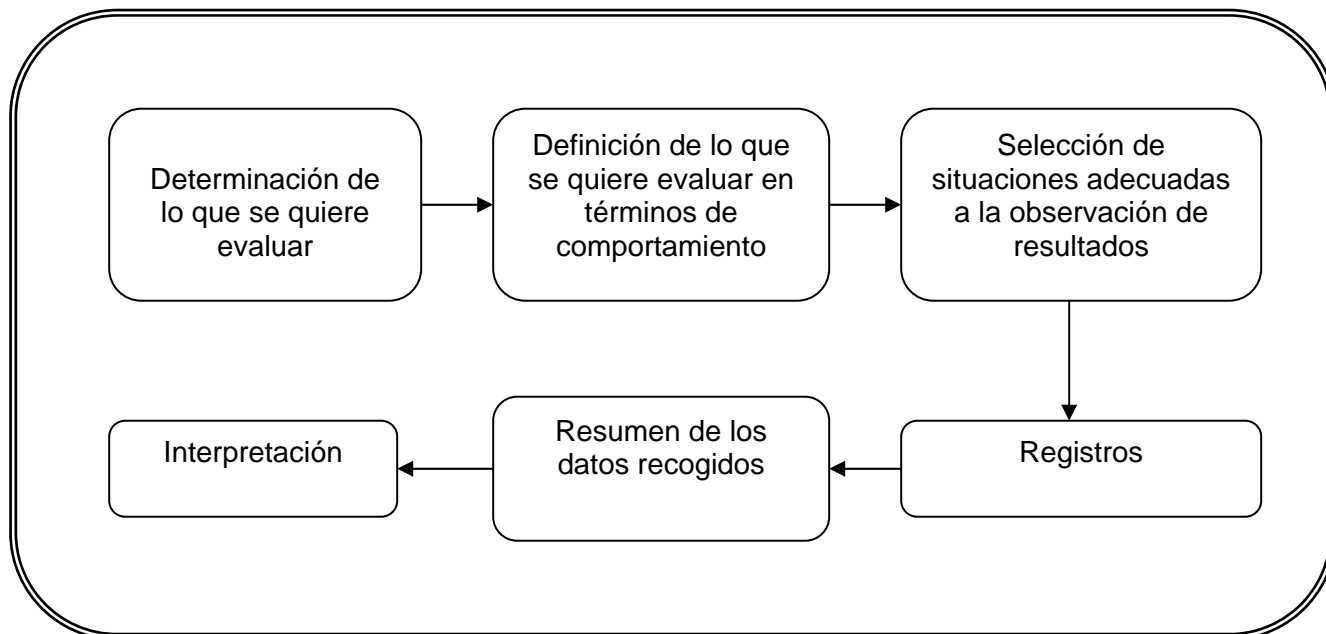 Determinación de
lo que se quiere
evaluar
Definición de lo que
se quiere evaluar en
términos de
comportamiento
Selección de
situaciones adecuadas
a la observación de
resultados
Registros
Resumen de los
datos recogidos
Interpretación